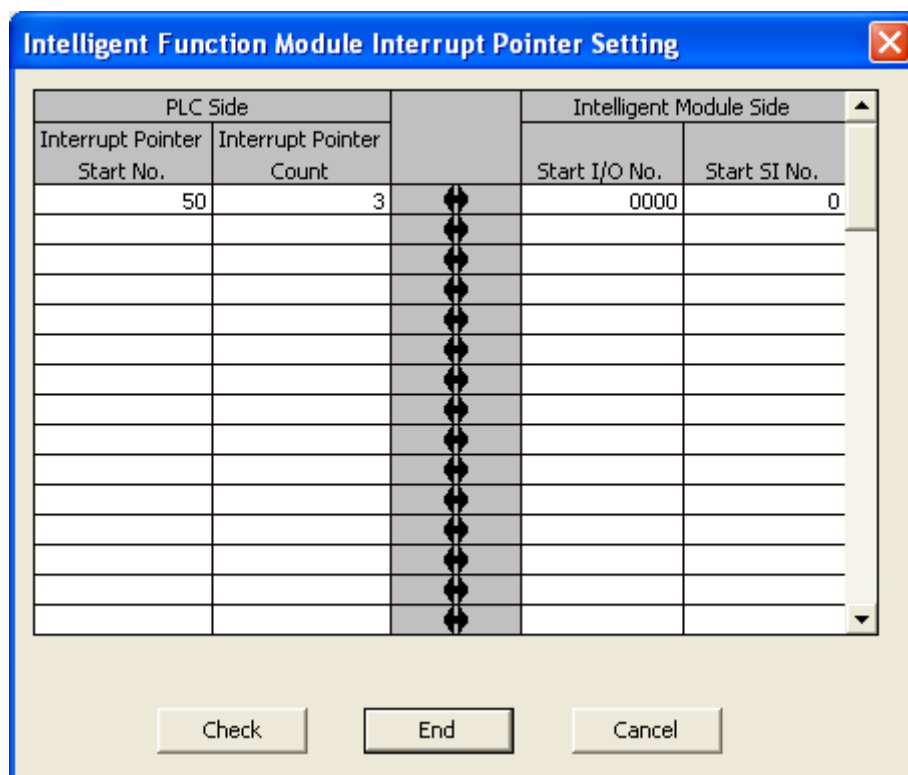 Intelligent Function Module Interrupt Pointer Setting
PLC Side Intelligent Module Side
Interrupt Pointer Interrupt Pointer
Start No. Count Start I/O No. Start SI No.
50 3 0000 0
Check End Cancel